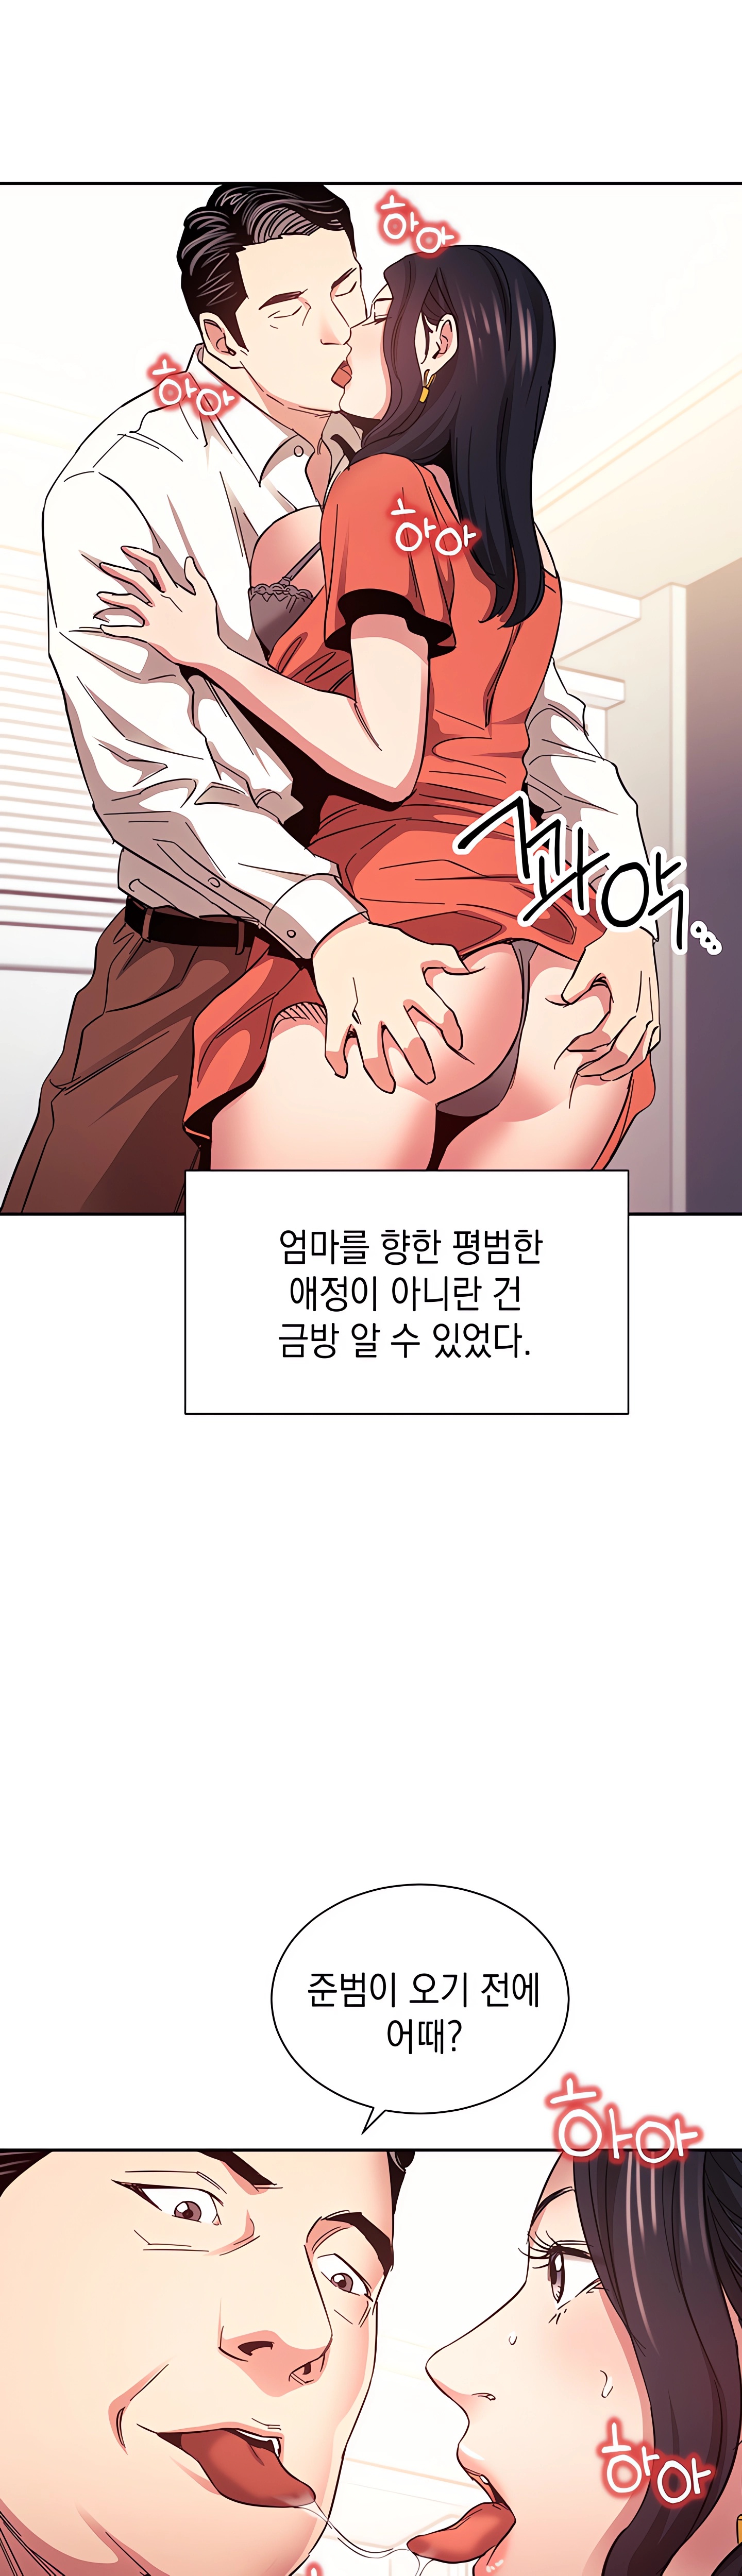 하아
하아
하아
꽈악...
엄마를 향한 평범한
애정이 아니란 건
금방 알 수 있었다.
준범이 오기 전에
어때?
하아
하아